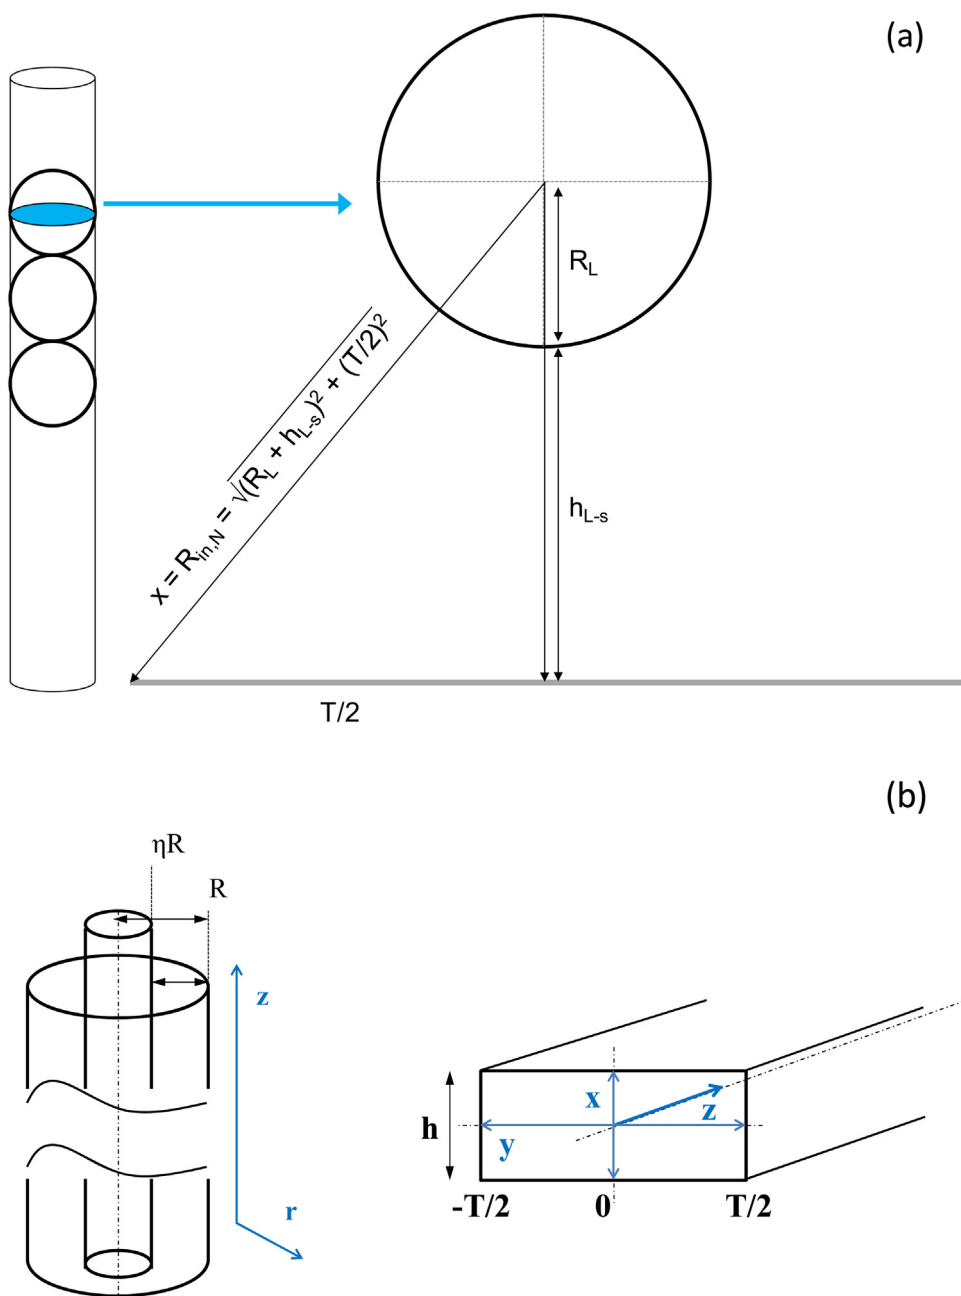 (a)
R_L
x = R_in,N = √(R_L + h_L-s)² + (T/2)²
h_L-s
T/2
(b)
ηR
R
z
x
h
z
y
r
-T/2 0 T/2